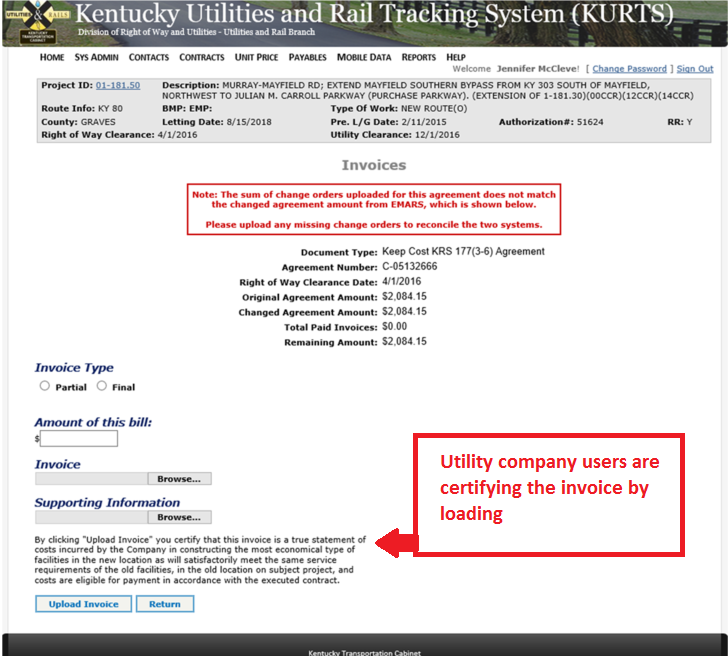 Kentucky Utilities and Rail Tracking System (KURTS)
UTILITIES & RAILS
KENTUCKY
TRANSPORTATION
CABINET
Division of Right of Way and Utilities - Utilities and Rail Branch
HOME SYS ADMIN CONTACTS CONTRACTS UNIT PRICE PAYABLES MOBILE DATA REPORTS HELP
Welcome Jennifer McCleve! [ Change Password ] Sign Out
Project ID: 01-181.50 Description: MURRAY-MAYFIELD RD; EXTEND MAYFIELD SOUTHERN BYPASS FROM KY 303 SOUTH OF MAYFIELD,
NORTHWEST TO JULIAN M. CARROLL PARKWAY (PURCHASE PARKWAY). (EXTENSION OF 1-181.30)(00CCR)(12CCR)(14CCR)
Route Info: KY 80 BMP: EMP: Type Of Work: NEW ROUTE(O)
County: GRAVES Letting Date: 8/15/2018 Pre. L/G Date: 2/11/2015 Authorization#: 51624 RR: Y
Right of Way Clearance: 4/1/2016 Utility Clearance: 12/1/2016
Invoices
Note: The sum of change orders uploaded for this agreement does not match
the changed agreement amount from EMARS, which is shown below.
Please upload any missing change orders to reconcile the two systems.
Document Type: Keep Cost KRS 177(3-6) Agreement
Agreement Number: C-05132666
Right of Way Clearance Date: 4/1/2016
Original Agreement Amount: $2,084.15
Changed Agreement Amount: $2,084.15
Total Paid Invoices: $0.00
Remaining Amount: $2,084.15
Invoice Type
Partial Final
Amount of this bill:
$
Invoice
Browse...
Supporting Information
Browse...
By clicking "Upload Invoice" you certify that this invoice is a true statement of
costs incurred by the Company in constructing the most economical type of
facilities in the new location as will satisfactorily meet the same service
requirements of the old facilities, in the old location on subject project, and
costs are eligible for payment in accordance with the executed contract.
Upload Invoice Return
Utility company users are
certifying the invoice by
loading
Kentucky Transportation Cabinet